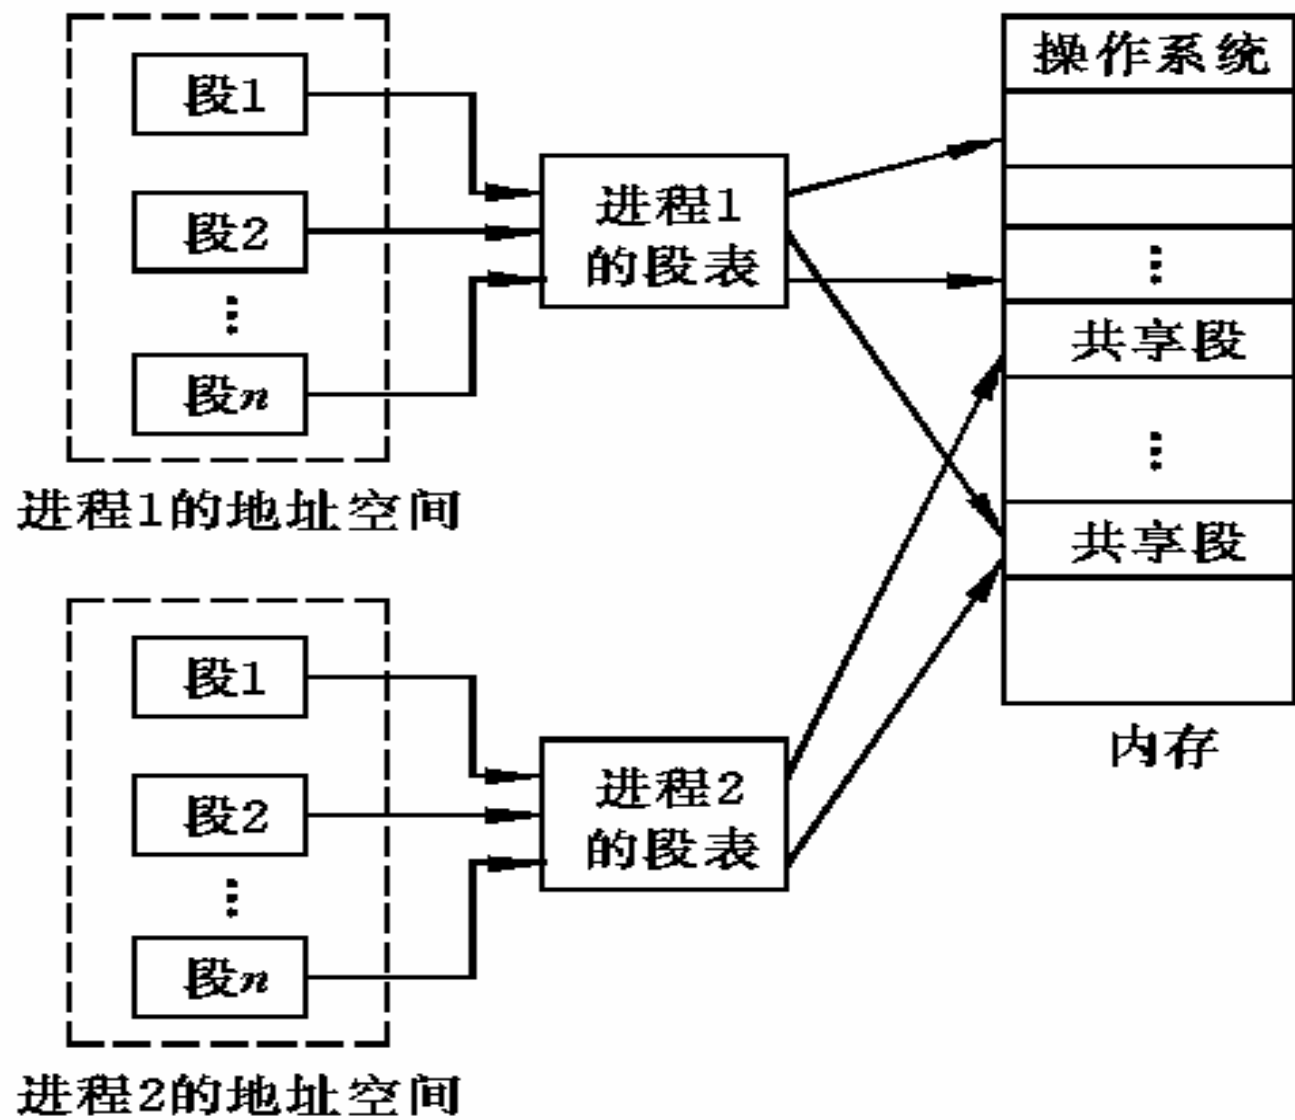 段1
段2
⋮
段n
进程1的地址空间
进程1
的段表
段1
段2
⋮
段n
进程2的地址空间
进程2
的段表
操作系统
⋮
共享段
⋮
共享段
内存